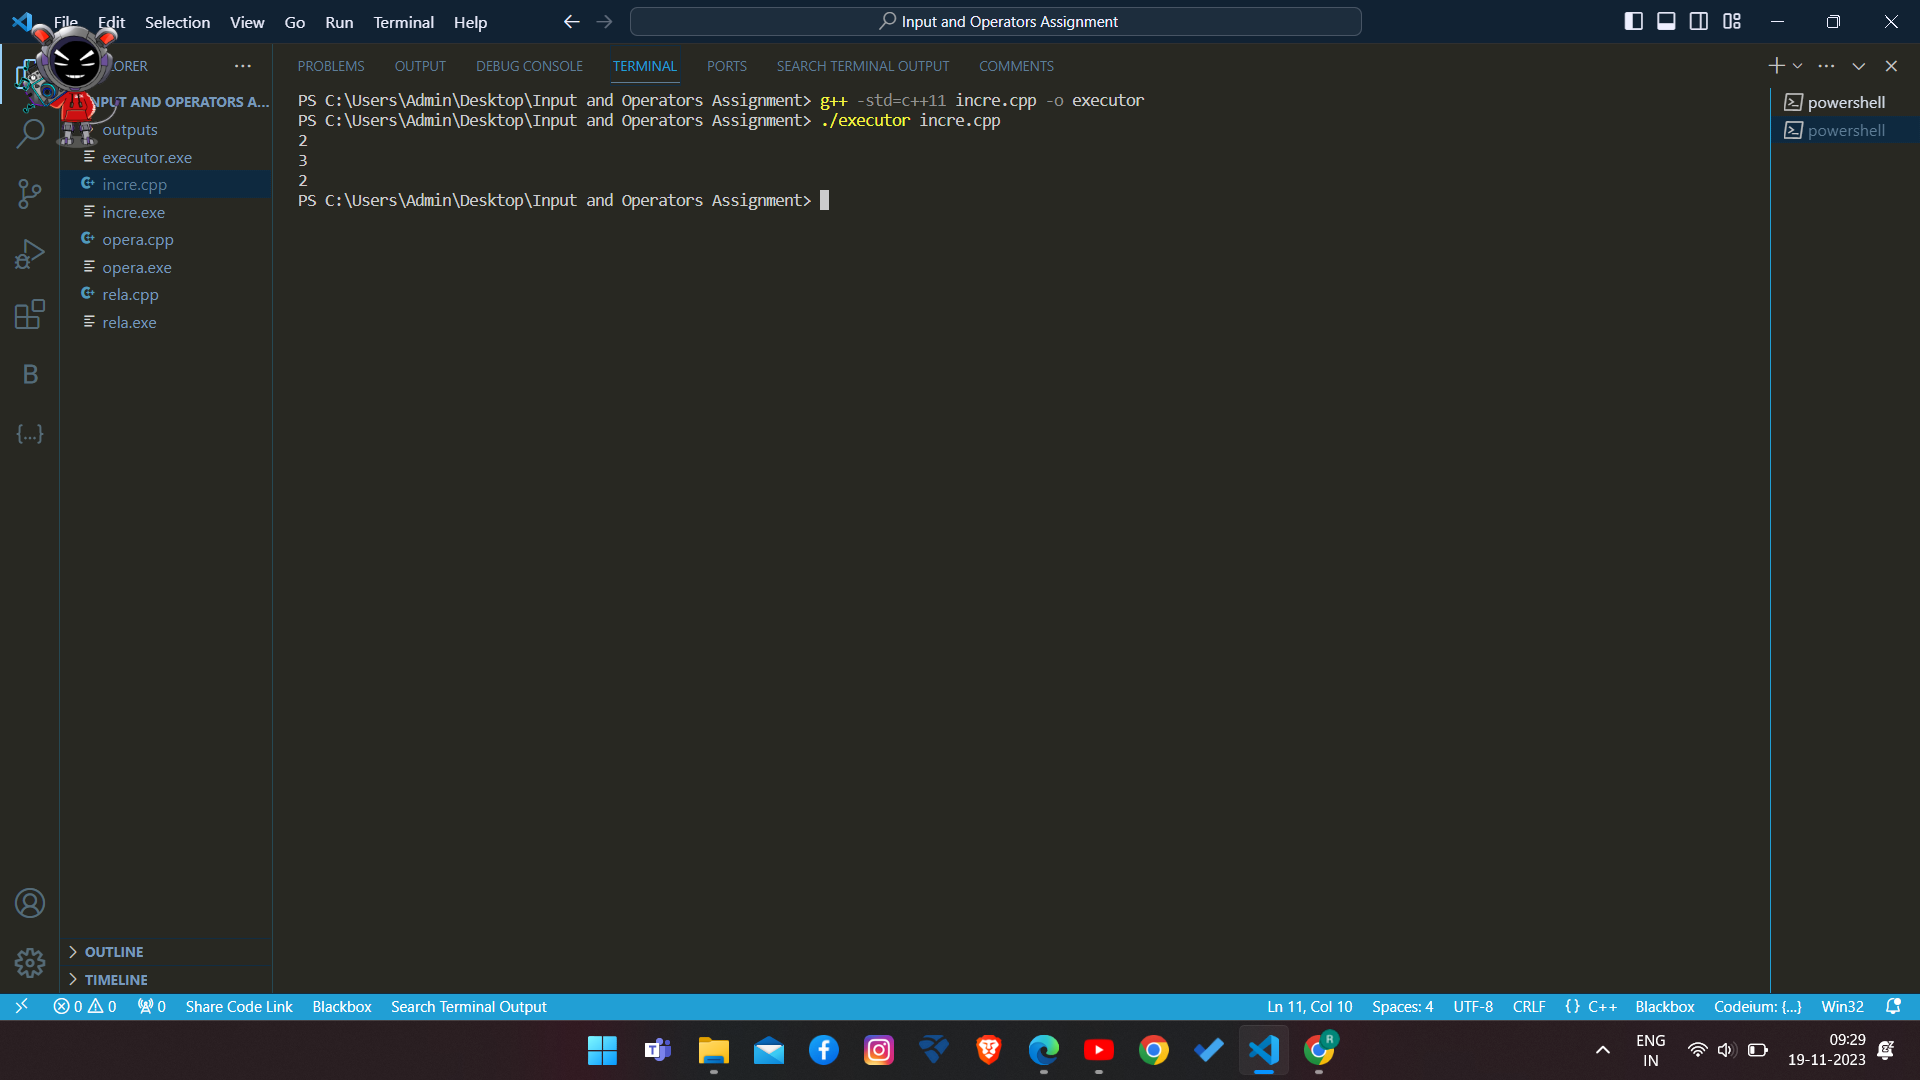 File Edit Selection View Go Run Terminal Help
Input and Operators Assignment
PROBLEMS OUTPUT DEBUG CONSOLE TERMINAL PORTS SEARCH TERMINAL OUTPUT COMMENTS
outputs
executor.exe
incre.cpp
incre.exe
opera.cpp
opera.exe
rela.cpp
rela.exe
B
{...}
OUTLINE
TIMELINE
PS C:\Users\Admin\Desktop\Input and Operators Assignment> g++ -std=c++11 incre.cpp -o executor
PS C:\Users\Admin\Desktop\Input and Operators Assignment> ./executor incre.cpp
2
3
2
PS C:\Users\Admin\Desktop\Input and Operators Assignment>
powershell
powershell
0 0 0 Share Code Link Blackbox Search Terminal Output Ln 11, Col 10 Spaces: 4 UTF-8 CRLF {} C++ Blackbox Codeium: {...} Win32
ENG
IN
09:29
19-11-2023